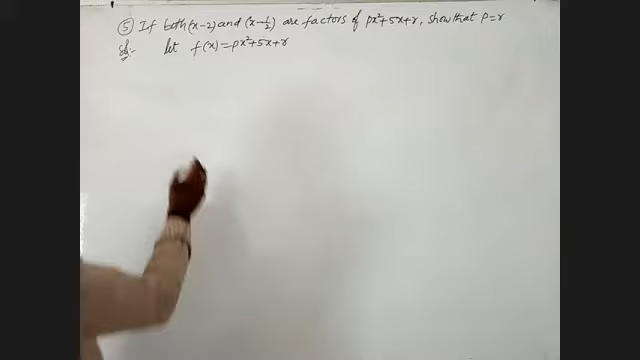 ⑤ If both (x-2) and (x-1/2) are factors of px²+5x+r, show that p=r
Sol:- let f(x)=px²+5x+r